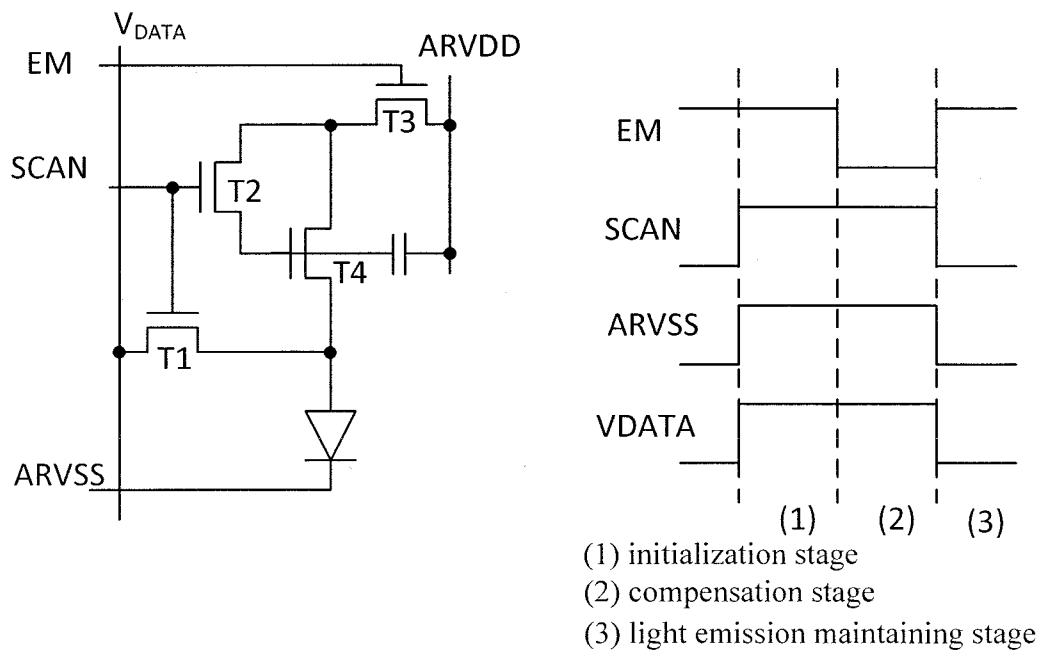 V_DATA
EM
ARVDD
T3
SCAN
T2
T4
T1
ARVSS
EM
SCAN
ARVSS
VDATA
(1) (2) (3)
(1) initialization stage
(2) compensation stage
(3) light emission maintaining stage